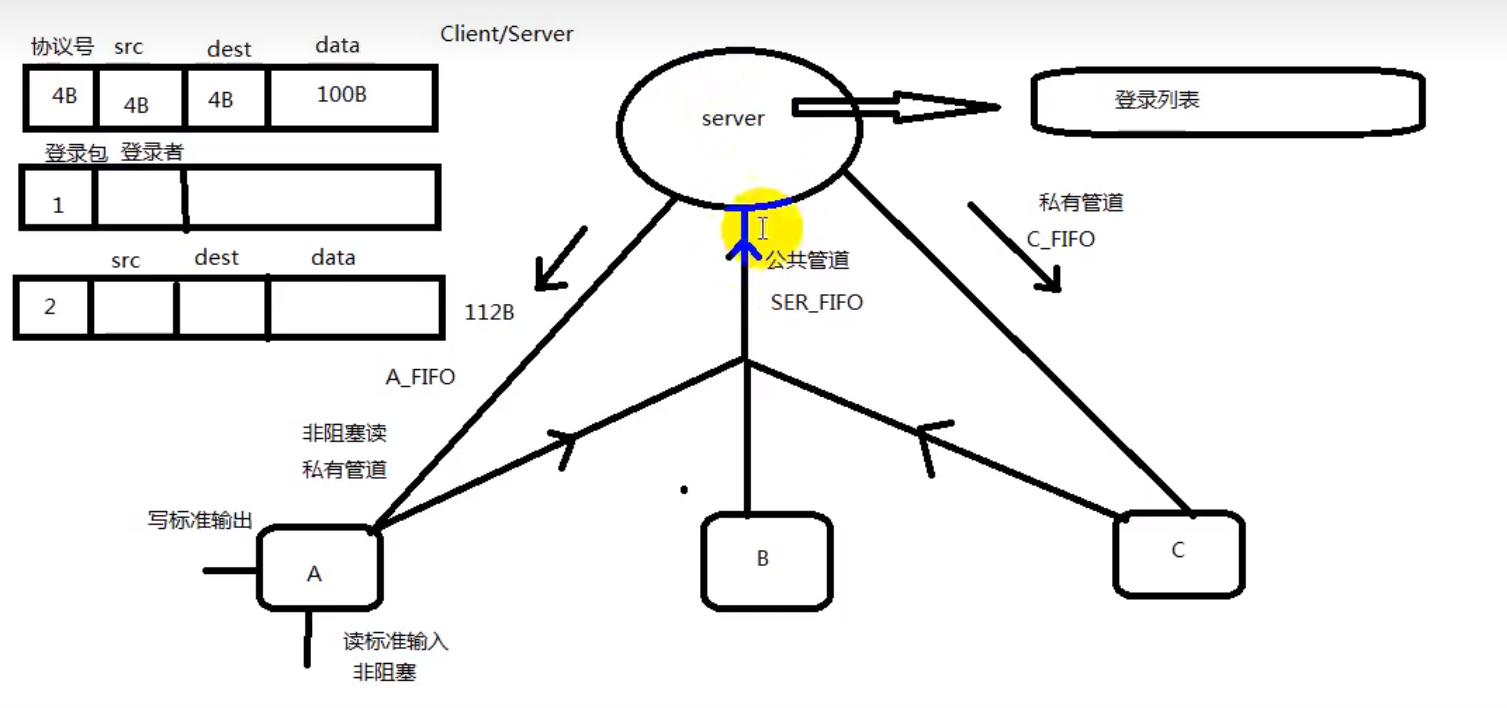 Client/Server
协议号 src dest data
4B 4B 4B 100B
登录包 登录者
1
src dest data
2
112B
server
登录列表
私有管道
C_FIFO
公共管道
SER_FIFO
A_FIFO
非阻塞读
私有管道
写标准输出
A
B
C
读标准输入
非阻塞